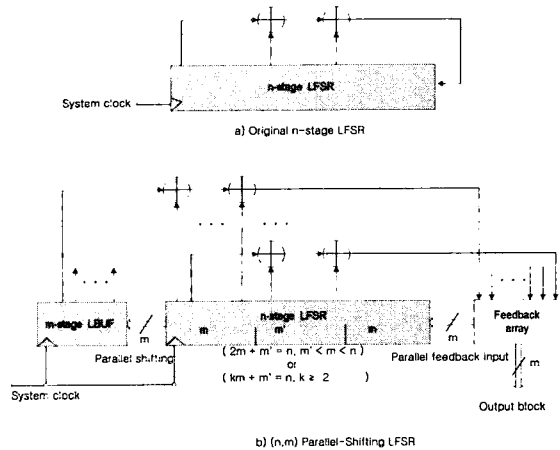 n-stage LFSR
System clock
a) Original n-stage LFSR
m-stage LBUF
m
n-stage LFSR
m m' m
m
Feedback
array
Parallel shifting
( 2m + m' = n, m' < m < n )
or
( km + m' = n, k ≥ 2 )
Parallel feedback input
m
System clock
Output block
b) (n,m) Parallel-Shifting LFSR